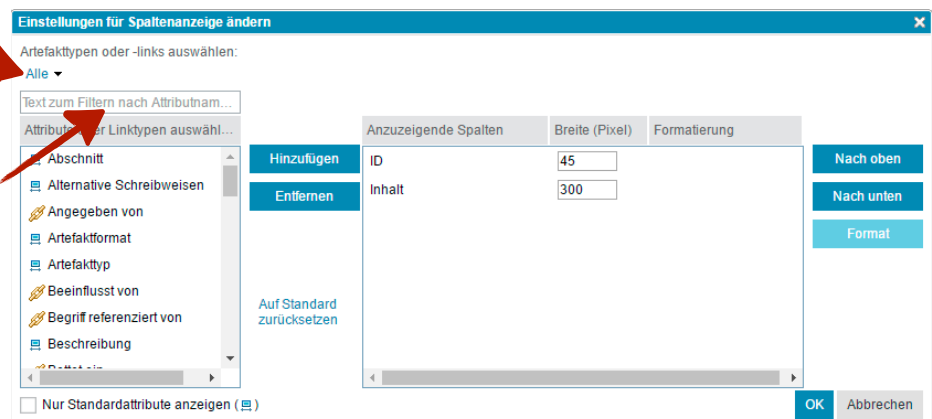 Einstellungen für Spaltenanzeige ändern
Artefakttypen oder -links auswählen:
Alle
Text zum Filtern nach Attributnam...
Attribute oder Linktypen auswähl...
Anzuzeigende Spalten
Breite (Pixel)
Formatierung
Abschnitt
Alternative Schreibweisen
Angegeben von
Artefaktformat
Artefakttyp
Beeinflusst von
Begriff referenziert von
Beschreibung
Hinzufügen
Entfernen
Auf Standard
zurücksetzen
ID
45
Inhalt
300
Nach oben
Nach unten
Format
Nur Standardattribute anzeigen ( )
OK
Abbrechen